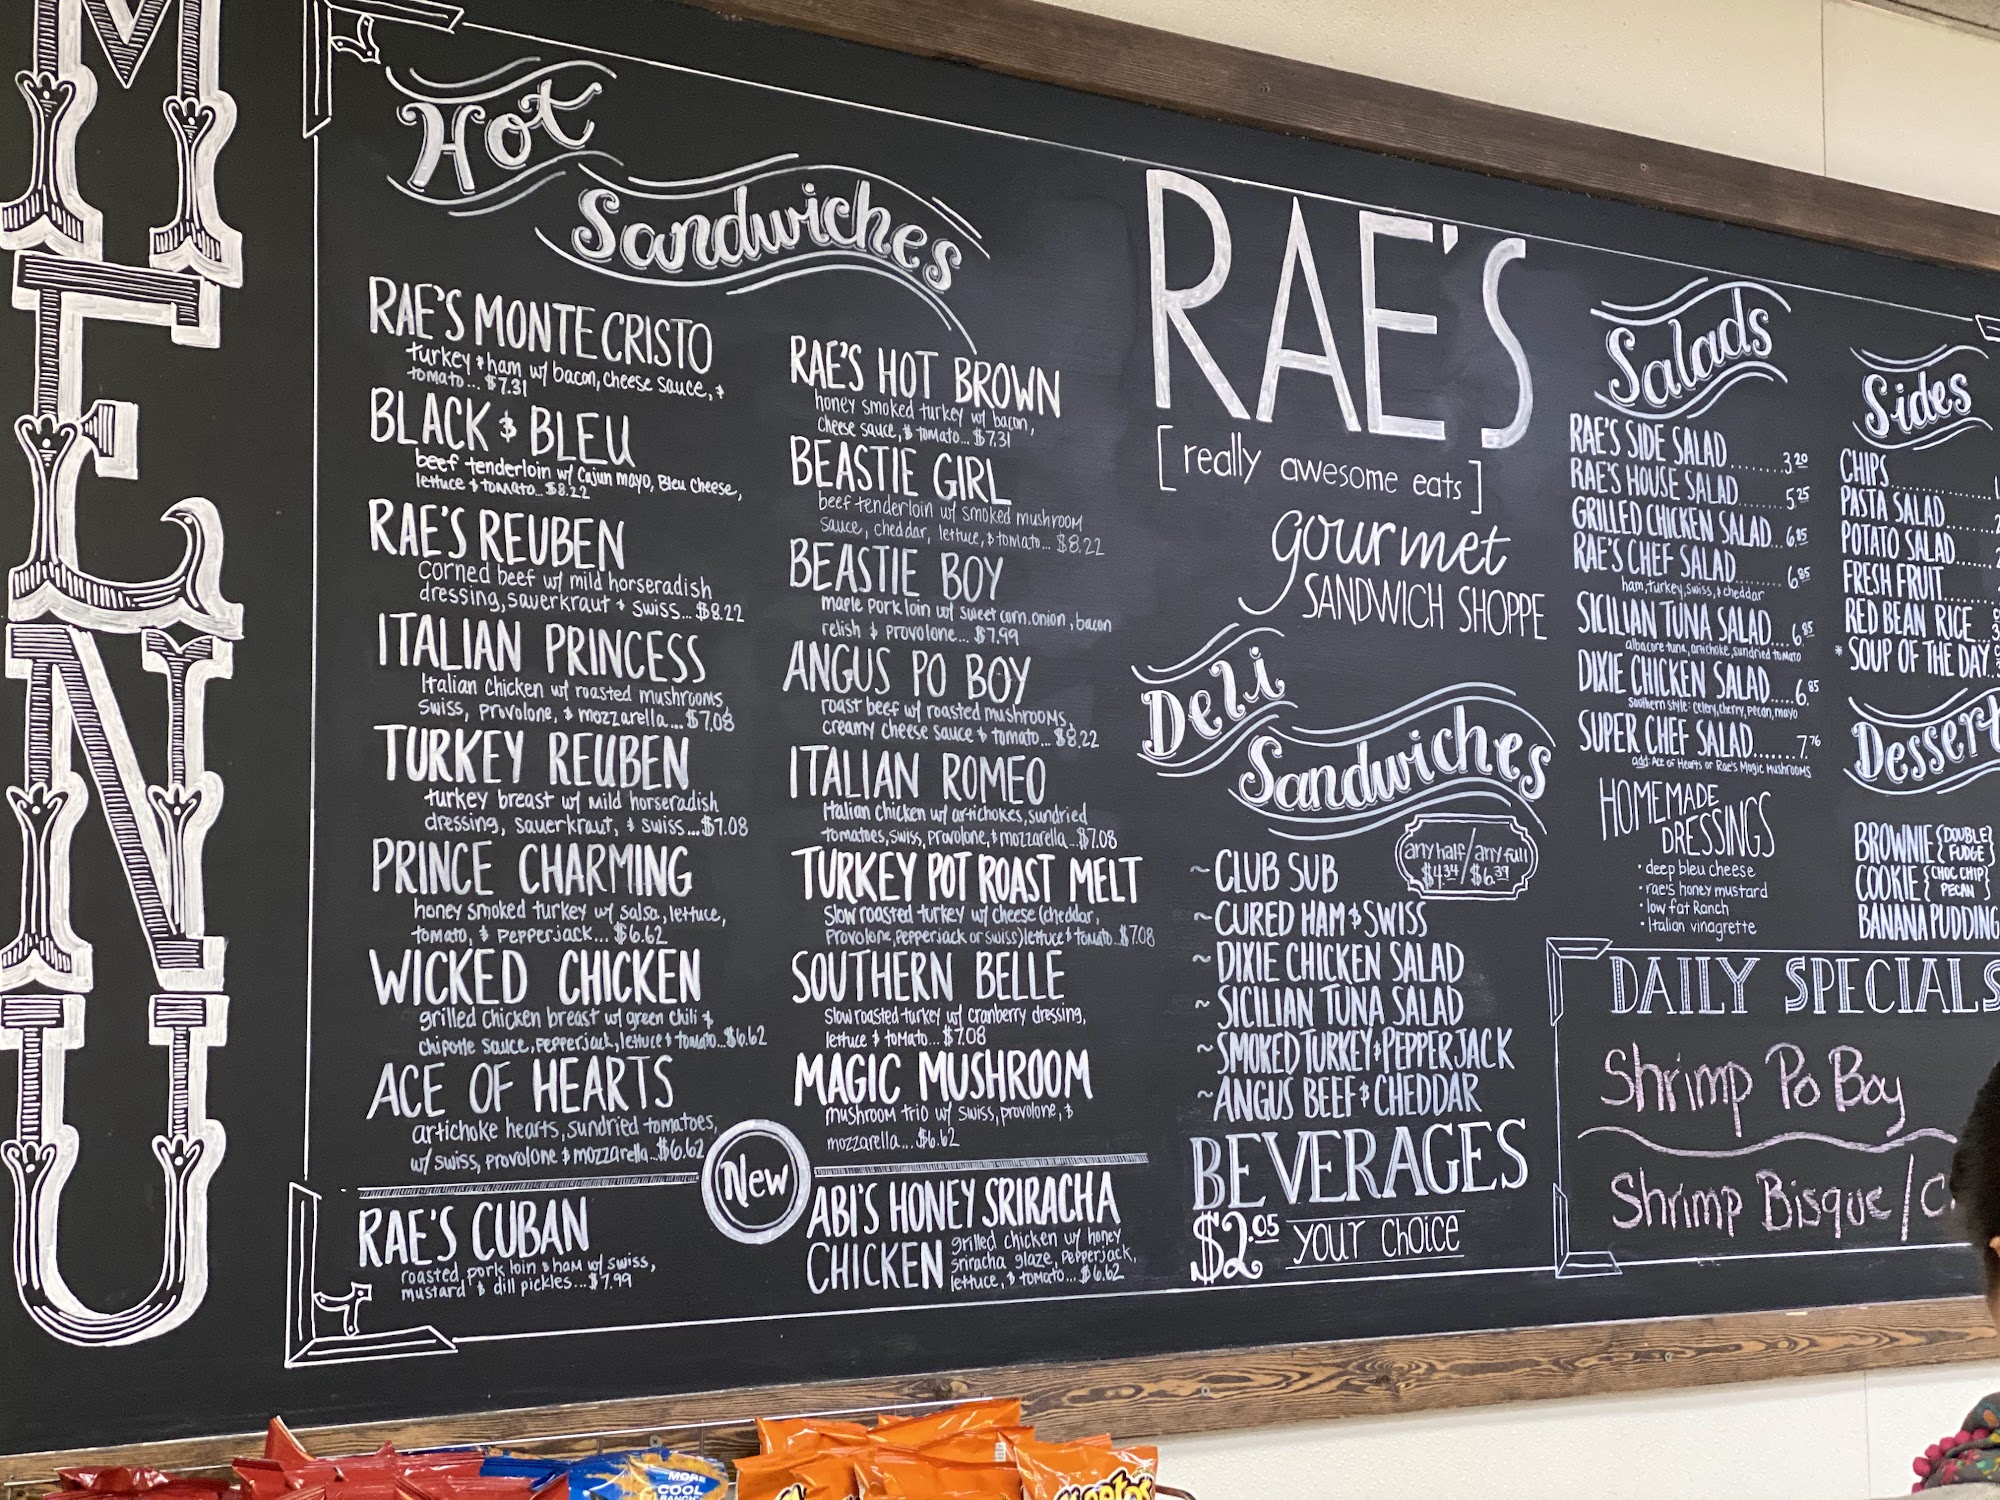 MENU
Hot
Sandwiches
RAE'S MONTE CRISTO
turkey & ham w/ bacon, cheese sauce, &
tomato... $7.31
BLACK & BLEU
beef tenderloin w/ Cajun mayo, Bleu Cheese,
lettuce & tomato... $8.22
RAE'S REUBEN
corned beef w/ mild horseradish
dressing, sauerkraut & swiss... $8.22
ITALIAN PRINCESS
Italian Chicken w/ roasted mushrooms,
swiss, provolone, & mozzarella.... $7.08
TURKEY REUBEN
turkey breast w/ mild horseradish
dressing, sauerkraut, & swiss... $7.08
PRINCE CHARMING
honey smoked turkey w/ salsa, lettuce,
tomato, & pepperjack... $6.62
WICKED CHICKEN
grilled chicken breast w/ green chili &
chipotle sauce, pepperjack, lettuce & tomato... $6.62
ACE OF HEARTS
artichoke hearts, sundried tomatoes,
w/ swiss, provolone & mozzarella... $6.62
RAE'S HOT BROWN
honey smoked turkey w/ bacon,
cheese sauce, & tomato... $7.31
BEASTIE GIRL
beef tenderloin w/ smoked mushroom
sauce, cheddar, lettuce, & tomato... $8.22
BEASTIE BOY
maple pork loin w/ sweet corn, onion, bacon
relish & provolone... $7.99
ANGUS PO BOY
roast beef w/ roasted mushrooms,
creamy cheese sauce & tomato... $8.22
ITALIAN ROMEO
Italian Chicken w/ artichokes, sundried
tomatoes, swiss, provolone, & mozzarella... $7.08
TURKEY POT ROAST MELT
Slow roasted turkey w/ cheese (cheddar,
provolone, pepperjack or swiss) lettuce & tomato... $7.08
SOUTHERN BELLE
slow roasted turkey w/ cranberry dressing,
lettuce & tomato... $7.08
MAGIC MUSHROOM
mushroom trio w/ swiss, provolone, &
mozzarella... $6.62
New
RAE'S CUBAN
roasted pork loin & ham w/ swiss,
mustard & dill pickles... $7.99
ABI'S HONEY SRIRACHA
CHICKEN
grilled chicken w/ honey
sriracha glaze, pepperjack,
lettuce, & tomato... $6.62
RAE'S
[really awesome eats]
gourmet
SANDWICH SHOPPE
Deli
Sandwiches
any half/any full
$4.34/$6.39
~ CLUB SUB
~ CURED HAM & SWISS
~ DIXIE CHICKEN SALAD
~ SICILIAN TUNA SALAD
~ SMOKED TURKEY & PEPPER JACK
~ ANGUS BEEF & CHEDDAR
BEVERAGES
$2.05 your choice
Salads
RAE'S SIDE SALAD........3.20
RAE'S HOUSE SALAD.......5.25
GRILLED CHICKEN SALAD...6.85
RAE'S CHEF SALAD........6.85
ham, turkey, swiss, & cheddar
SICILIAN TUNA SALAD....6.85
albacore tuna, artichoke, sundried tomato
DIXIE CHICKEN SALAD....6.85
Southern style: celery, cherry, pecan, mayo
SUPER CHEF SALAD.......7.76
add: Ace of Hearts or Rae's Magic Mushrooms
HOMEMADE
DRESSINGS
• deep bleu cheese
• rae's honey mustard
• low fat Ranch
• Italian vinagrette
Sides
CHIPS
PASTA SALAD
POTATO SALAD
FRESH FRUIT
RED BEAN RICE
* SOUP OF THE DAY
Dessert
BROWNIE {DOUBLE FUDGE}
COOKIE {CHOC CHIP PECAN}
BANANA PUDDING
DAILY SPECIALS
Shrimp Po Boy
Shrimp Bisque / C.
MORE
COOL
RANCH